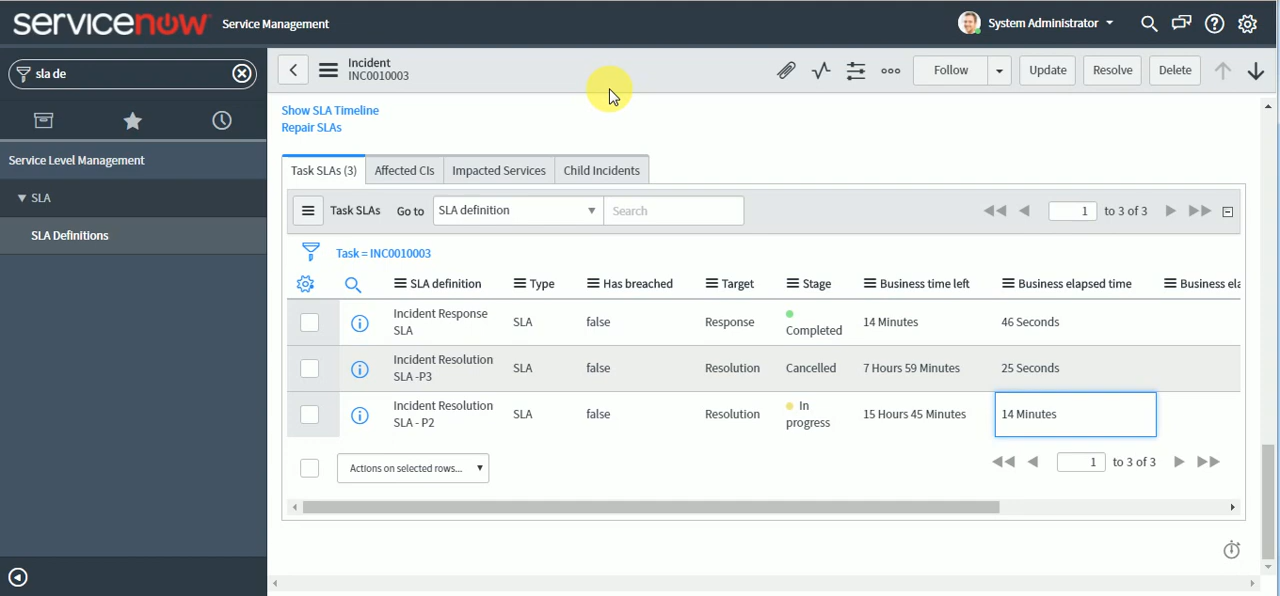 servicenow Service Management
System Administrator
sla de
Incident
INC0010003
Follow
Update
Resolve
Delete
Show SLA Timeline
Repair SLAs
Service Level Management
SLA
SLA Definitions
Task SLAs (3) Affected CIs Impacted Services Child Incidents
Task SLAs Go to SLA definition Search 1 to 3 of 3
Task = INC0010003
SLA definition Type Has breached Target Stage Business time left Business elapsed time Business ela
Incident Response
SLA
SLA false Response Completed 14 Minutes 46 Seconds
Incident Resolution
SLA -P3
SLA false Resolution Cancelled 7 Hours 59 Minutes 25 Seconds
Incident Resolution
SLA - P2
SLA false Resolution In
progress
15 Hours 45 Minutes 14 Minutes
Actions on selected rows... 1 to 3 of 3